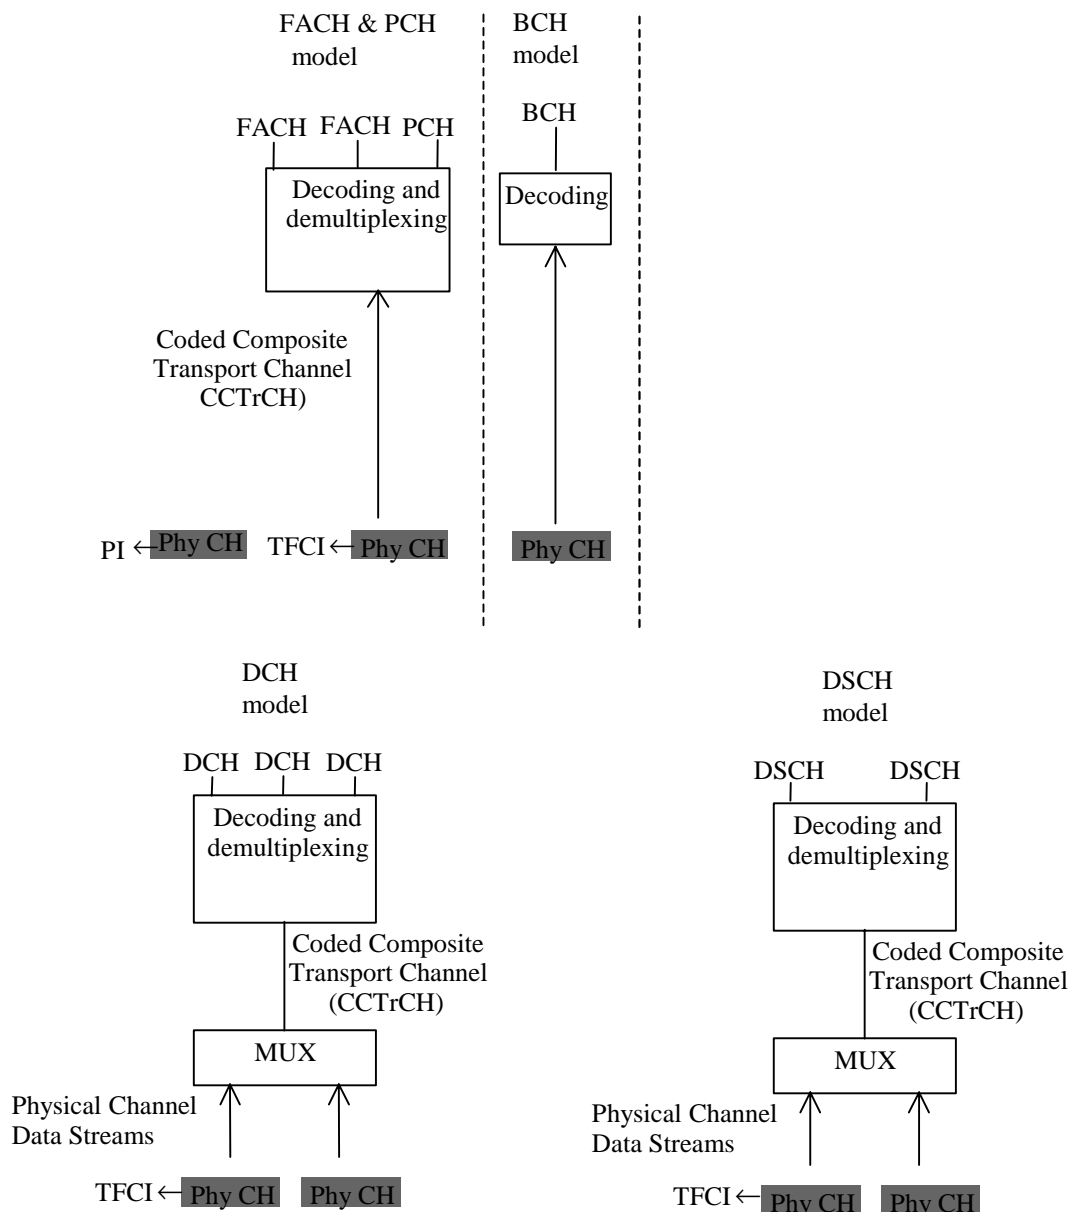 FACH & PCH
model
BCH
model
FACH FACH PCH
BCH
Decoding and
demultiplexing
Decoding
Coded Composite
Transport Channel
CCTrCH)
PI
Phy CH
TFCI
Phy CH
Phy CH
DCH
model
DSCH
model
DCH DCH DCH
DSCH DSCH
Decoding and
demultiplexing
Decoding and
demultiplexing
Coded Composite
Transport Channel
(CCTrCH)
Coded Composite
Transport Channel
(CCTrCH)
MUX
MUX
Physical Channel
Data Streams
Physical Channel
Data Streams
TFCI
Phy CH
Phy CH
TFCI
Phy CH
Phy CH